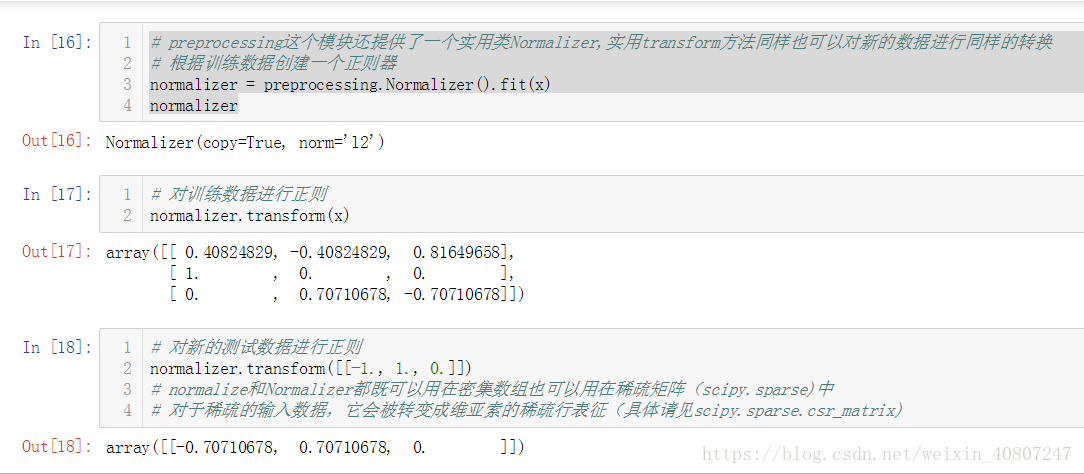 In [16]:
1 # preprocessing这个模块还提供了一个实用类Normalizer,实用transform方法同样也可以对新的数据进行同样的转换
2 # 根据训练数据创建一个正则器
3 normalizer = preprocessing.Normalizer().fit(x)
4 normalizer
Out[16]: Normalizer(copy=True, norm='l2')
In [17]:
1 # 对训练数据进行正则
2 normalizer.transform(x)
Out[17]: array([[ 0.40824829, -0.40824829,  0.81649658],
[ 1.        ,  0.        ,  0.        ],
[ 0.        ,  0.70710678, -0.70710678]])
In [18]:
1 # 对新的测试数据进行正则
2 normalizer.transform([[-1., 1., 0.]])
3 # normalize和Normalizer都既可以用在密集数组也可以用在稀疏矩阵（scipy.sparse)中
4 # 对于稀疏的输入数据，它会被转变成维亚索的稀疏行表征（具体请见scipy.sparse.csr_matrix)
Out[18]: array([[-0.70710678,  0.70710678,  0.        ]])
https://blog.csdn.net/weixin_40807247